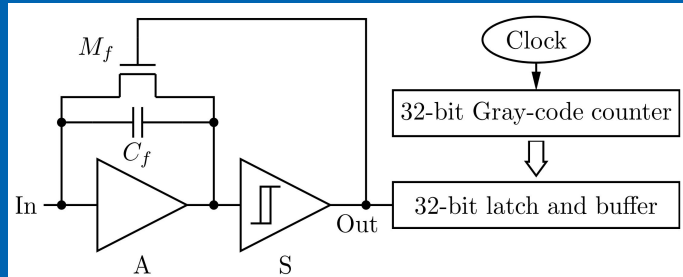 M_f
Clock
32-bit Gray-code counter
C_f
In
Out
32-bit latch and buffer
A
S